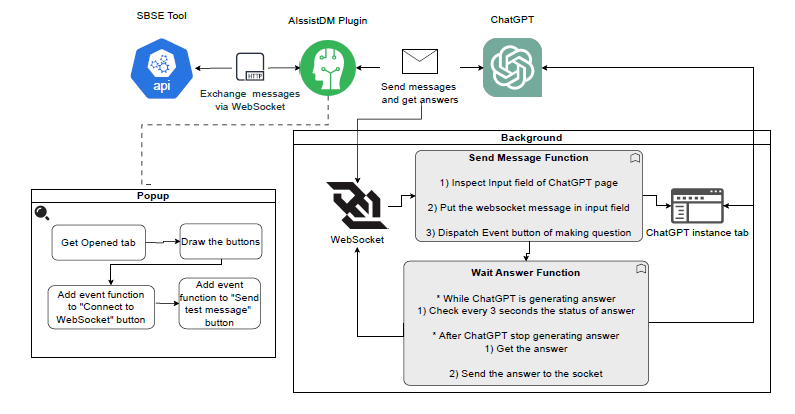 SBSE Tool
AIssistDM Plugin
ChatGPT
api
HTTP
Exchange messages
via WebSocket
Send messages
and get answers
Background
Send Message Function
1) Inspect Input field of ChatGPT page
2) Put the websocket message in input field
3) Dispatch Event button of making question
WebSocket
ChatGPT instance tab
Wait Answer Function
* While ChatGPT is generating answer
1) Check every 3 seconds the status of answer
* After ChatGPT stop generating answer
1) Get the answer
2) Send the answer to the socket
Popup
Get Opened tab
Draw the buttons
Add event function
to "Connect to
WebSocket" button
Add event
function to "Send
test message"
button